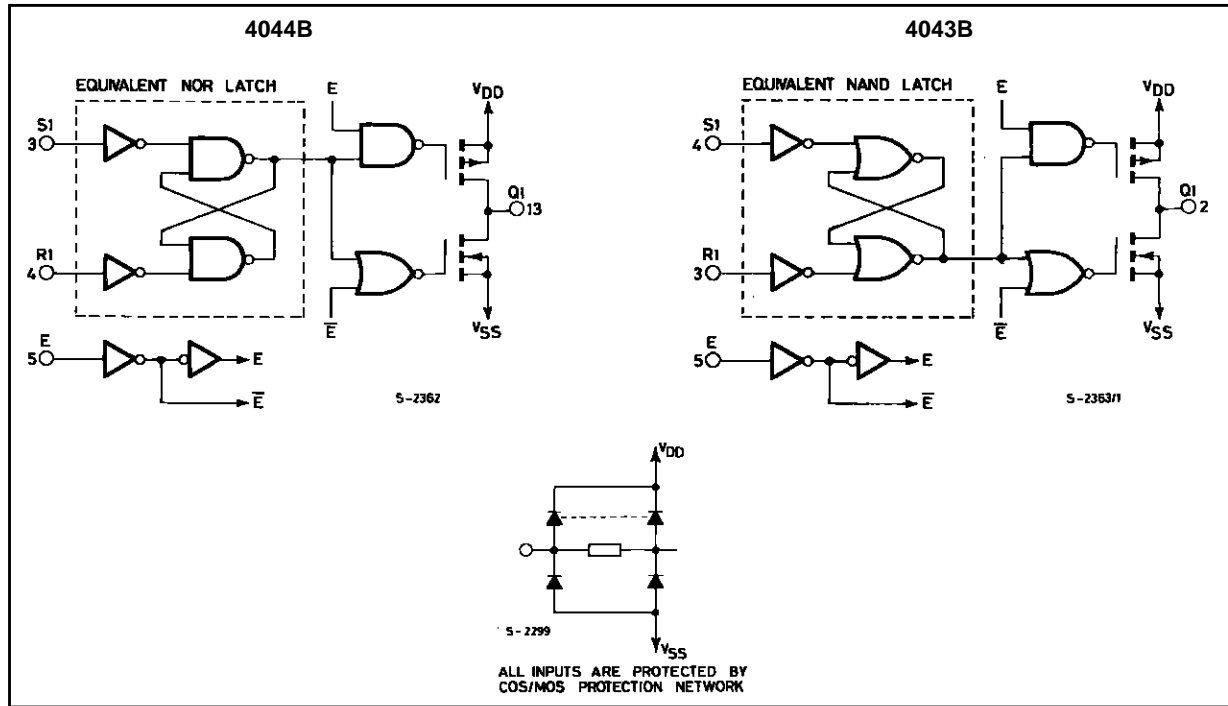 4044B
EQUIVALENT NOR LATCH
E
VDD
S1
3
Q1
13
R1
4
E̅
VSS
E
5
E
E̅
S-2362
4043B
EQUIVALENT NAND LATCH
E
VDD
S1
4
Q1
2
R1
3
E̅
VSS
E
5
E
E̅
S-2363/1
VDD
S-2299
VSS
ALL INPUTS ARE PROTECTED BY
COS/MOS PROTECTION NETWORK